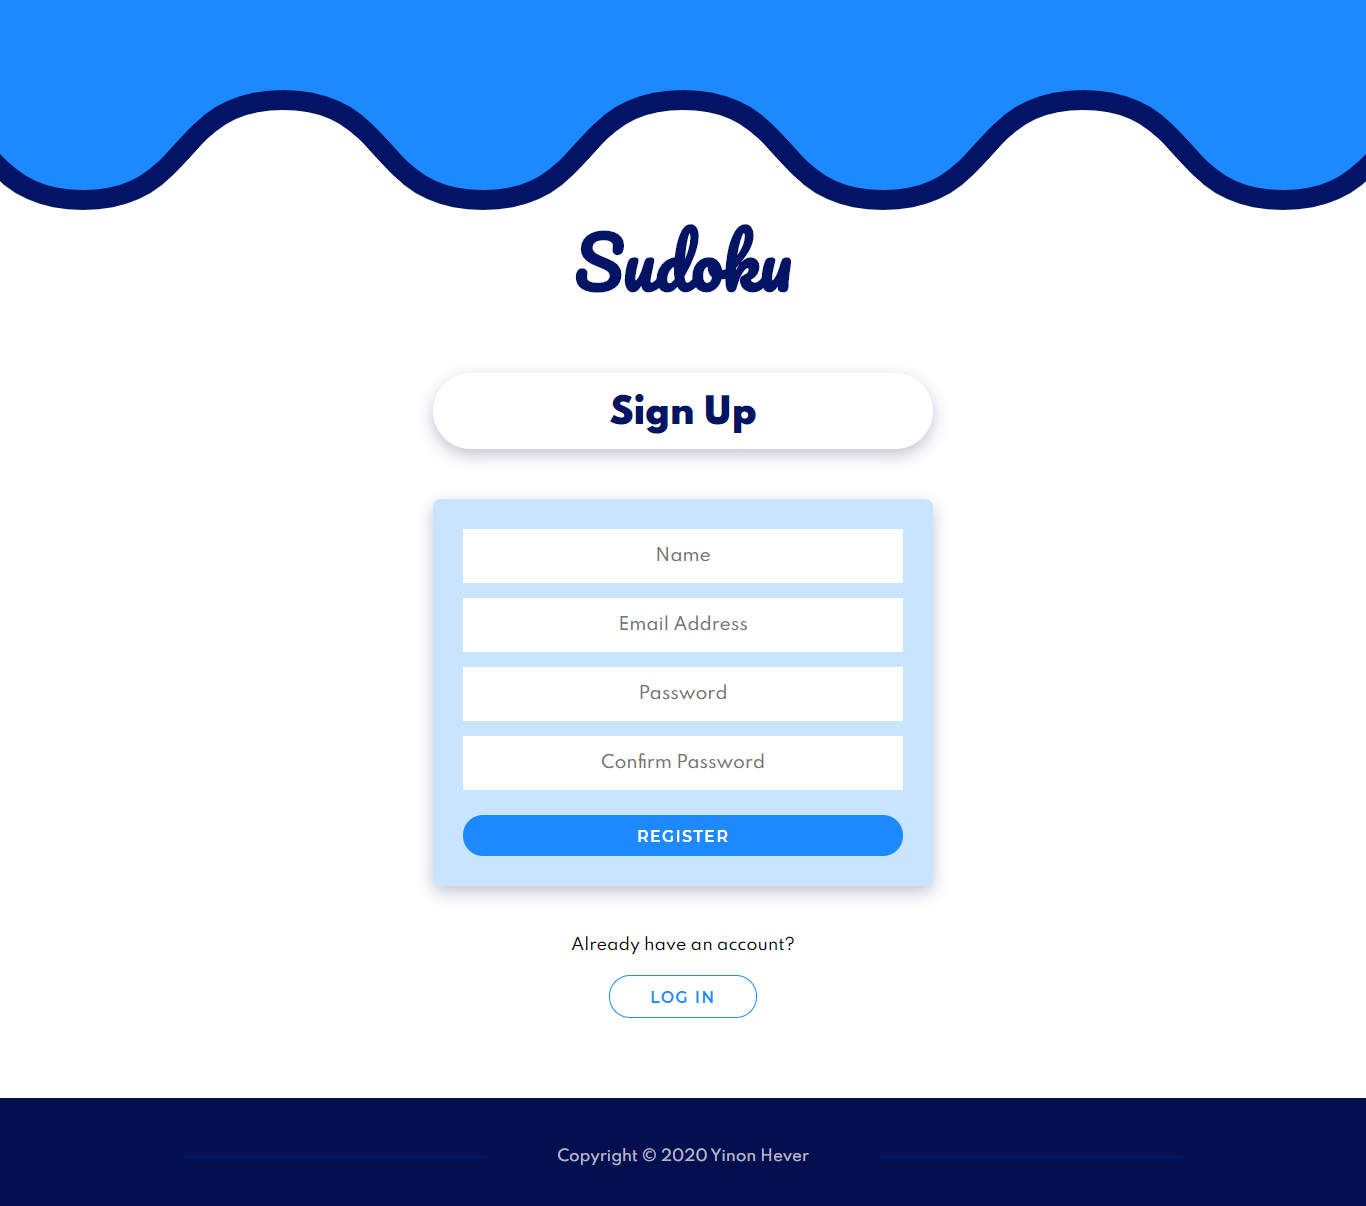 Sudoku
Sign Up
Name
Email Address
Password
Confirm Password
REGISTER
Already have an account?
LOG IN
Copyright © 2020 Yinon Hever